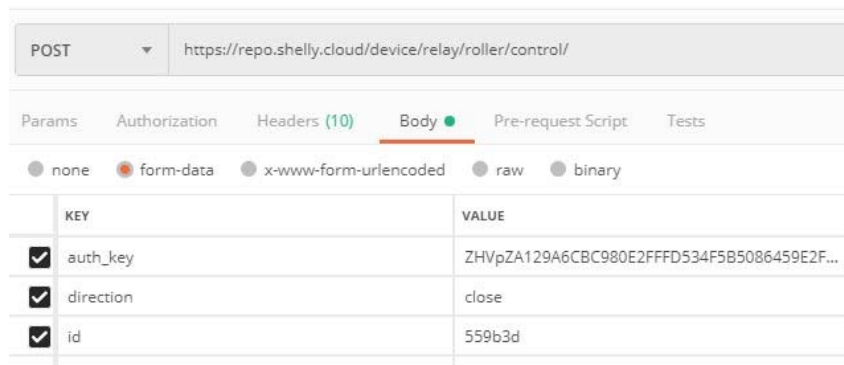 POST https://repo.shelly.cloud/device/relay/roller/control/
Params Authorization Headers (10) Body Pre-request Script Tests
none form-data x-www-form-urlencoded raw binary
KEY VALUE
auth_key ZHVpZA129A6CBC980E2FFFD534F5B5086459E2F...
direction close
id 559b3d